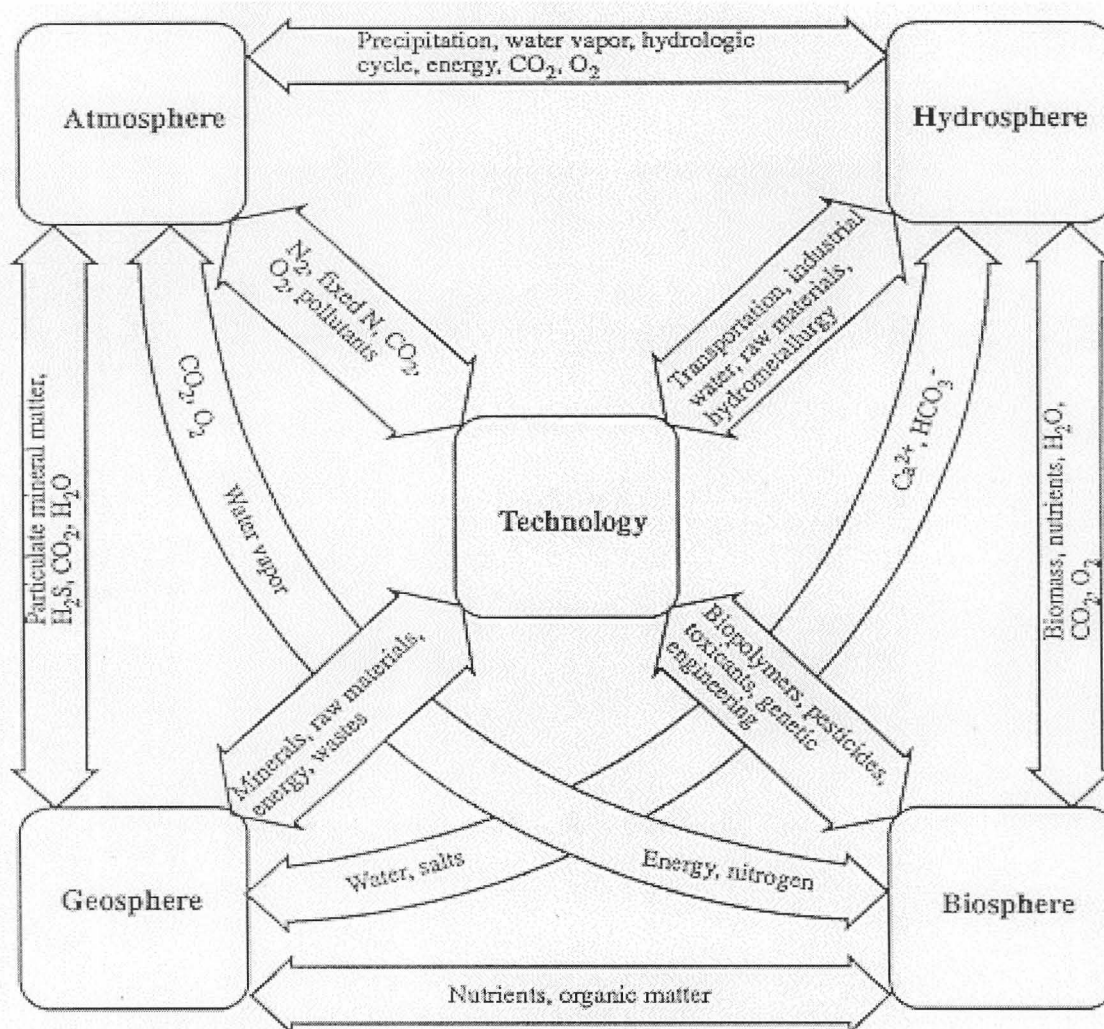 Precipitation, water vapor, hydrologic
cycle, energy, CO₂, O₂
Atmosphere
Hydrosphere
N₂, fixed N, CO₂,
O₂, pollutants
Transportation, industrial
water, raw materials,
hydrometallurgy
CO₂, O₂
Water vapor
Ca²⁺, HCO₃⁻
Particulate mineral matter,
H₂S, CO₂, H₂O
Technology
Biomass, nutrients, H₂O,
CO₂, O₂
Minerals, raw materials,
energy, wastes
Biopolymers, pesticides,
toxicants, genetic
engineering
Water, salts
Energy, nitrogen
Geosphere
Biosphere
Nutrients, organic matter